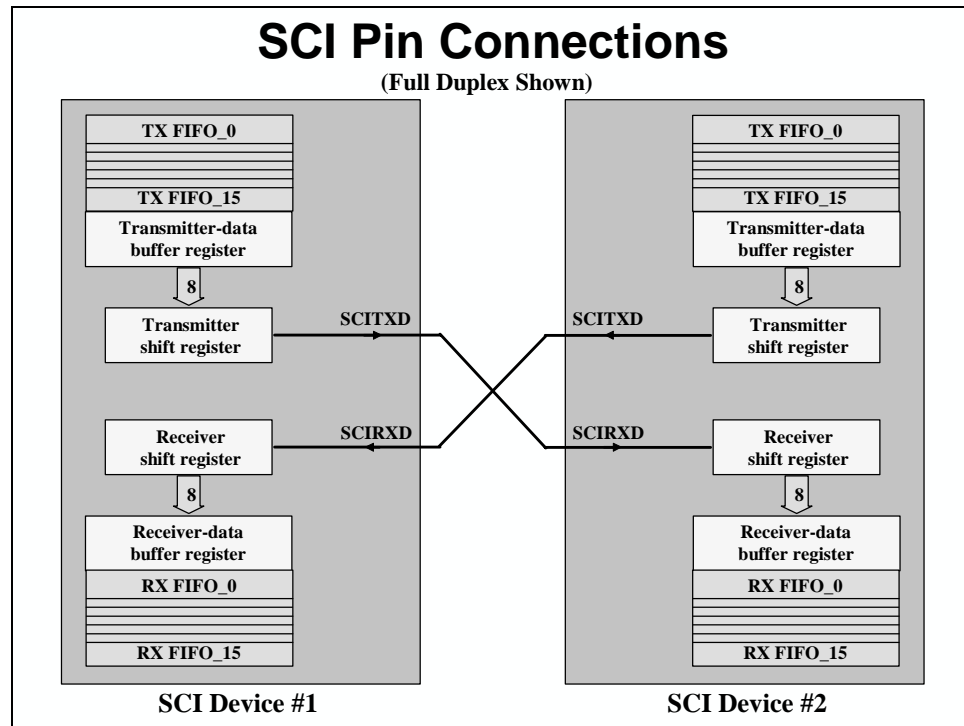 SCI Pin Connections
(Full Duplex Shown)
TX FIFO_0
TX FIFO_15
Transmitter-data
buffer register
8
Transmitter
shift register
SCITXD
Receiver
shift register
SCIRXD
8
Receiver-data
buffer register
RX FIFO_0
RX FIFO_15
SCI Device #1
TX FIFO_0
TX FIFO_15
Transmitter-data
buffer register
8
SCITXD
Transmitter
shift register
SCIRXD
Receiver
shift register
8
Receiver-data
buffer register
RX FIFO_0
RX FIFO_15
SCI Device #2